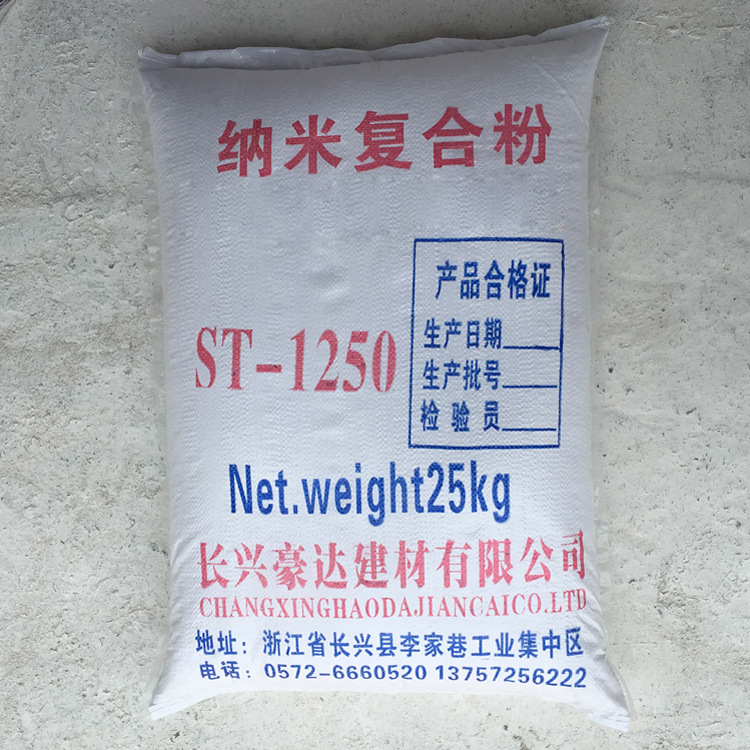 纳米复合粉
产品合格证
生产日期
ST-1250
生产批号
检验员
Net.weight25kg
长兴豪达建材有限公司
CHANGXINGHAODAJIANCAICO.LTD
地址：浙江省长兴县李家巷工业集中区
电话：0572-6660520 13757256222